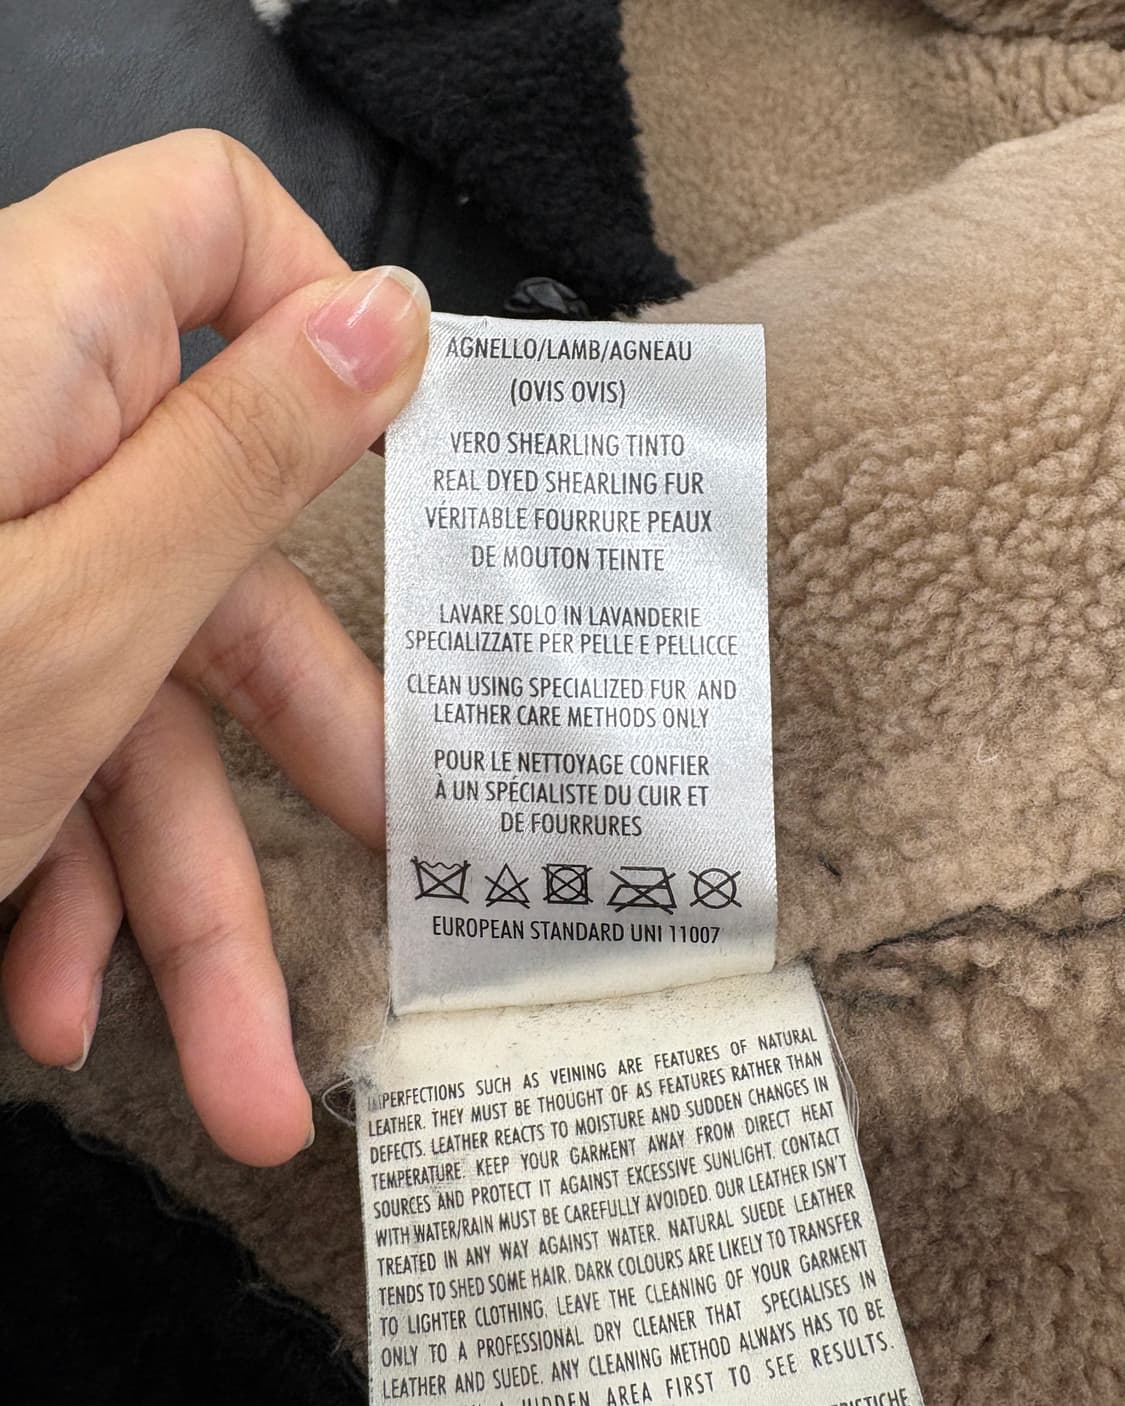 AGNELLO/LAMB/AGNEAU
(OVIS OVIS)
VERO SHEARLING TINTO
REAL DYED SHEARLING FUR
VÉRITABLE FOURRURE PEAUX
DE MOUTON TEINTE
LAVARE SOLO IN LAVANDERIE
SPECIALIZZATE PER PELLE E PELLICCE
CLEAN USING SPECIALIZED FUR AND
LEATHER CARE METHODS ONLY
POUR LE NETTOYAGE CONFIER
À UN SPÉCIALISTE DU CUIR ET
DE FOURRURES
EUROPEAN STANDARD UNI 11007
IMPERFECTIONS SUCH AS VEINING ARE FEATURES OF NATURAL
LEATHER. THEY MUST BE THOUGHT OF AS FEATURES RATHER THAN
DEFECTS. LEATHER REACTS TO MOISTURE AND SUDDEN CHANGES IN
TEMPERATURE. KEEP YOUR GARMENT AWAY FROM DIRECT HEAT
SOURCES AND PROTECT IT AGAINST EXCESSIVE SUNLIGHT. CONTACT
WITH WATER/RAIN MUST BE CAREFULLY AVOIDED. OUR LEATHER ISN'T
TREATED IN ANY WAY AGAINST WATER. NATURAL SUEDE LEATHER
TENDS TO SHED SOME HAIR. DARK COLOURS ARE LIKELY TO TRANSFER
TO LIGHTER CLOTHING. LEAVE THE CLEANING OF YOUR GARMENT
ONLY TO A PROFESSIONAL DRY CLEANER THAT SPECIALISES IN
LEATHER AND SUEDE. ANY CLEANING METHOD ALWAYS HAS TO BE
HIDDEN AREA FIRST TO SEE RESULTS.